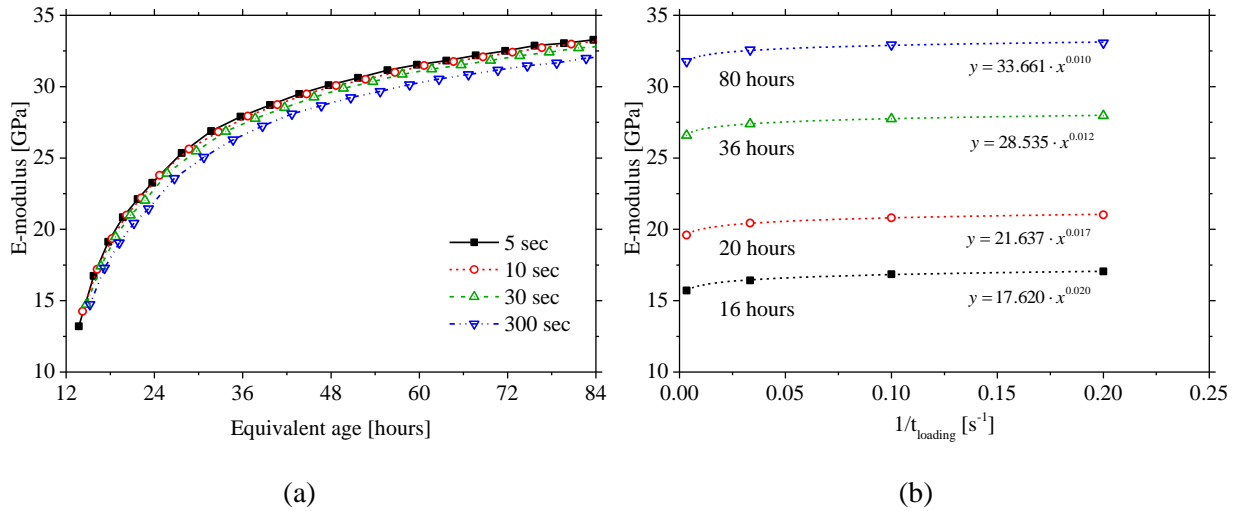 35
30
25
20
15
10
E-modulus [GPa]
12 24 36 48 60 72 84
Equivalent age [hours]
5 sec
10 sec
30 sec
300 sec
(a)
35
30
25
20
15
10
E-modulus [GPa]
80 hours
y = 33.661 · x^0.010
36 hours
y = 28.535 · x^0.012
20 hours
y = 21.637 · x^0.017
16 hours
y = 17.620 · x^0.020
0.00 0.05 0.10 0.15 0.20 0.25
1/t_loading [s^-1]
(b)